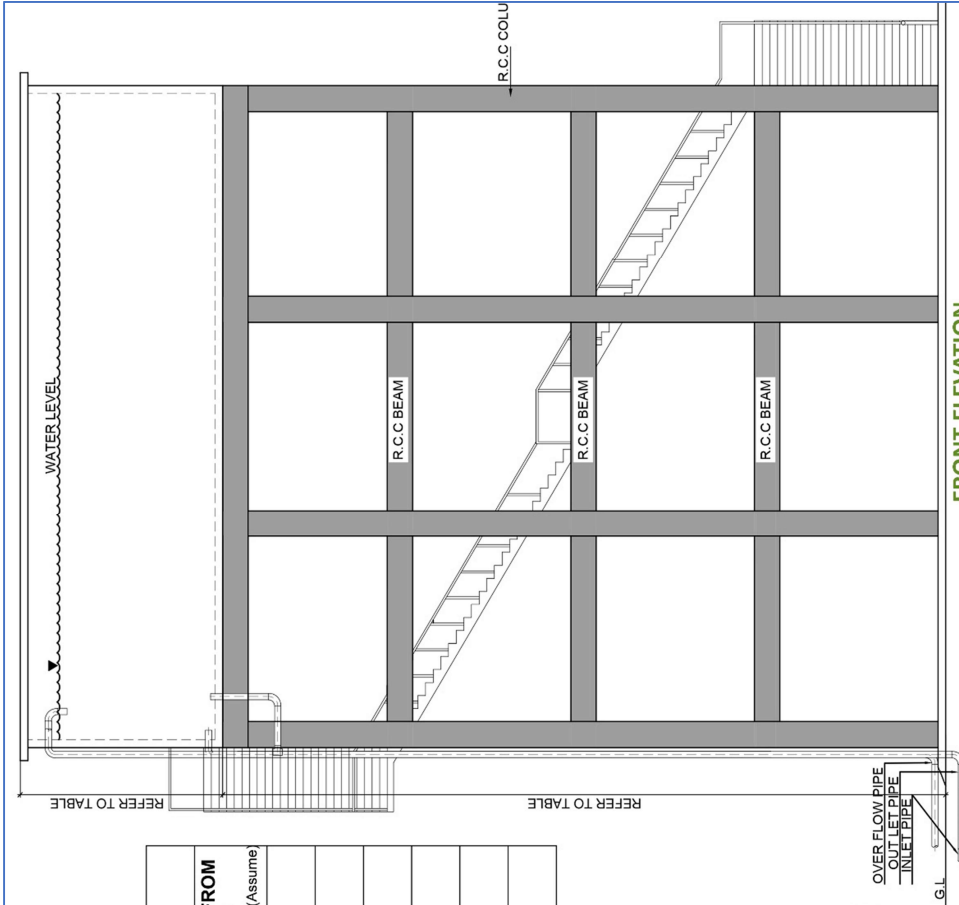 R.C.C COLU
WATER LEVEL
R.C.C BEAM
R.C.C BEAM
R.C.C BEAM
FRONT ELEVATION
REFER TO TABLE
REFER TO TABLE
FROM
(Assume)
OVER FLOW PIPE
OUT LET PIPE
INLET PIPE
G.L